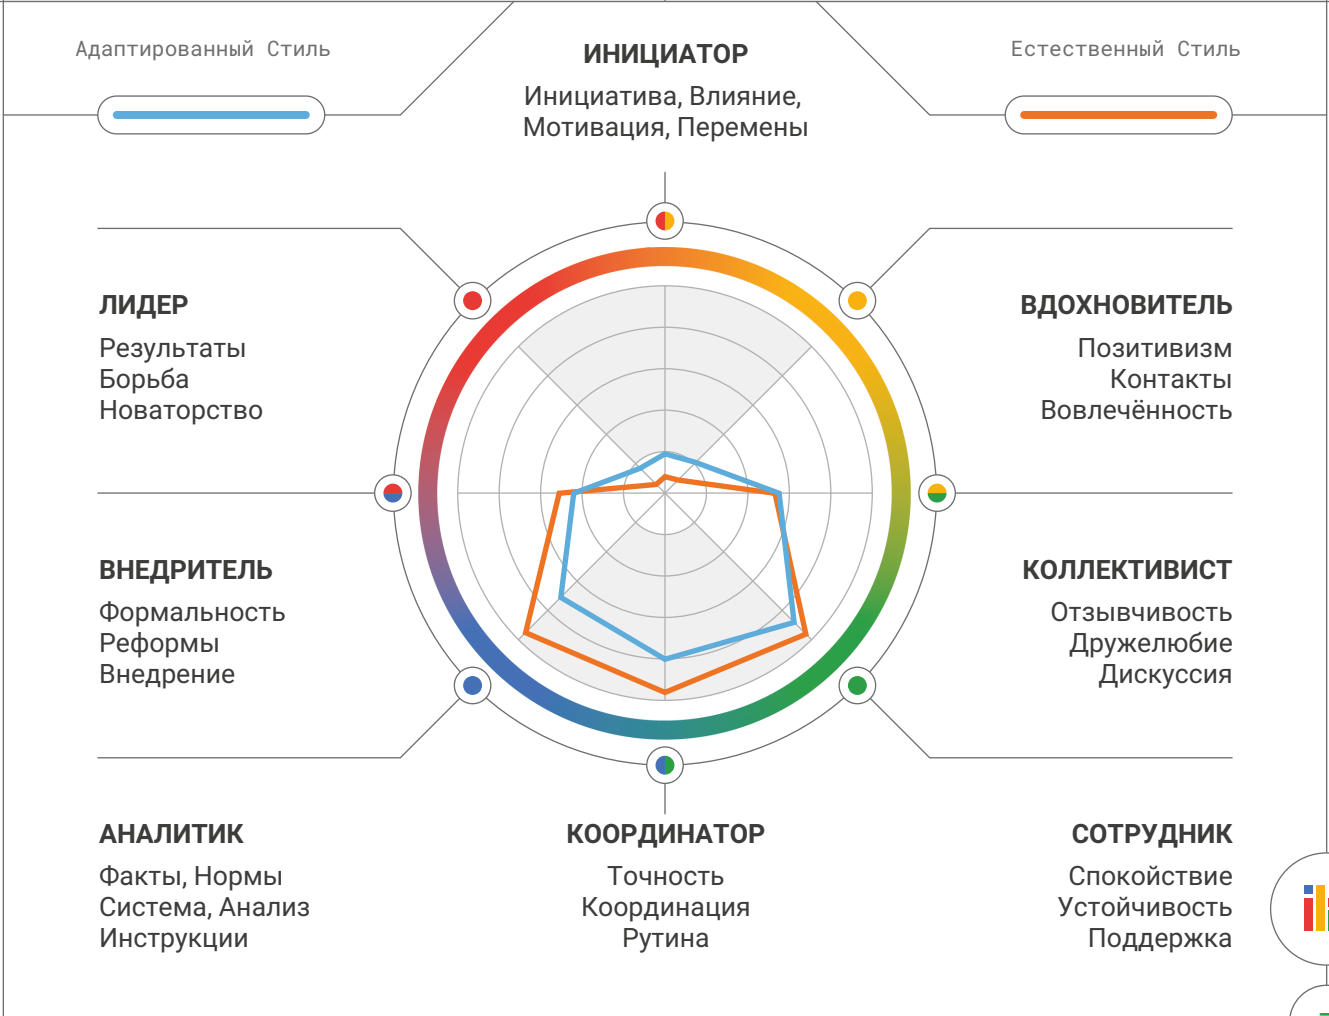 Адаптированный Стиль
Естественный Стиль
ИНИЦИАТОР
Инициатива, Влияние,
Мотивация, Перемены
ЛИДЕР
Результаты
Борьба
Новаторство
ВДОХНОВИТЕЛЬ
Позитивизм
Контакты
Вовлечённость
ВНЕДРИТЕЛЬ
Формальность
Реформы
Внедрение
КОЛЛЕКТИВИСТ
Отзывчивость
Дружелюбие
Дискуссия
АНАЛИТИК
Факты, Нормы
Система, Анализ
Инструкции
КООРДИНАТОР
Точность
Координация
Рутина
СОТРУДНИК
Спокойствие
Устойчивость
Поддержка